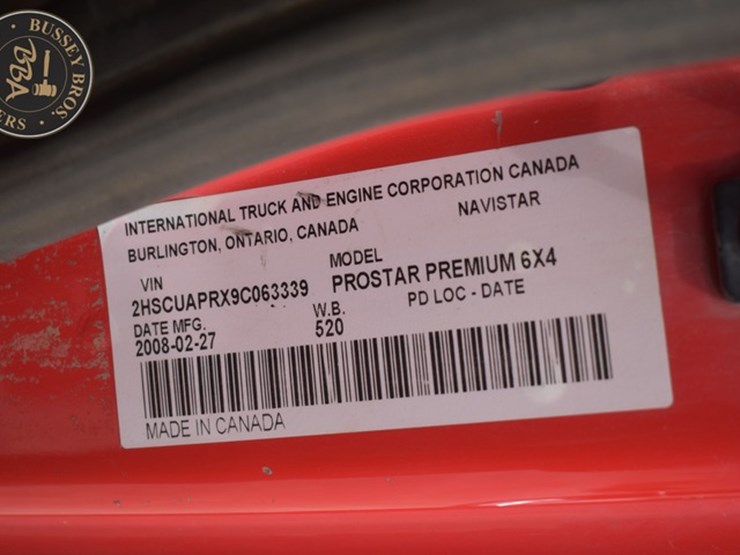 BUSSEY BROS.
BBA
ERS
INTERNATIONAL TRUCK AND ENGINE CORPORATION CANADA
BURLINGTON, ONTARIO, CANADA NAVISTAR
VIN MODEL
2HSCUAPRX9C063339 PROSTAR PREMIUM 6X4
DATE MFG. W.B. PD LOC - DATE
2008-02-27 520
MADE IN CANADA